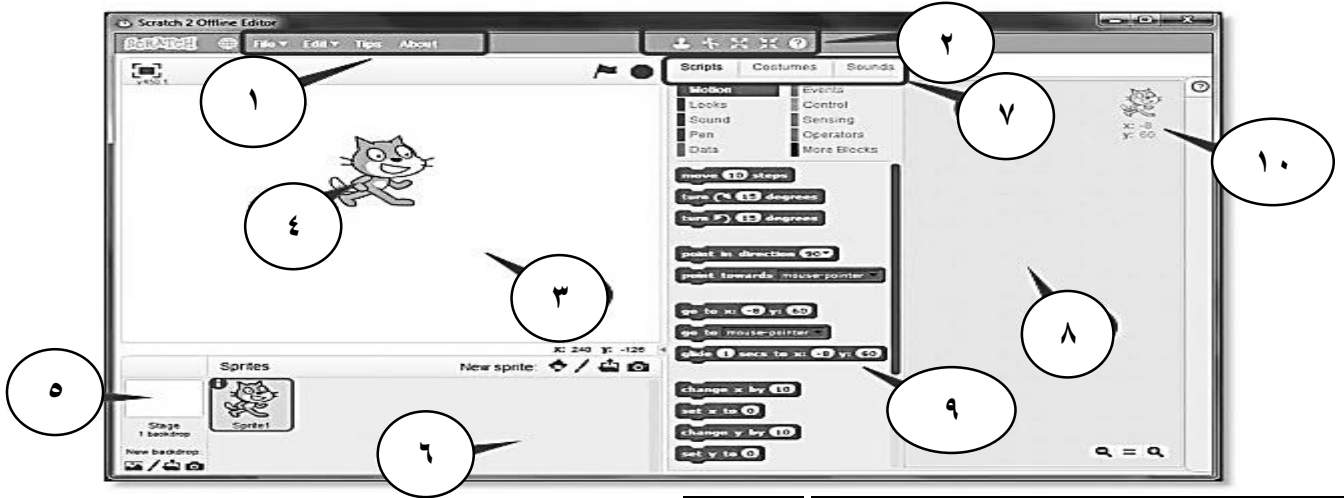 Scratch 2 Offline Editor
SCRATCH File Edit Tips About
v450.1
Scripts Costumes Sounds
Motion Events
Looks Control
Sound Sensing
Pen Operators
Data More Blocks
x: -8
y: 60
move 10 steps
turn 15 degrees
turn 15 degrees
point in direction 90
point towards mouse-pointer
go to x: -8 y: 60
go to mouse-pointer
glide 1 secs to x: -8 y: 60
change x by 10
set x to 0
change y by 10
set y to 0
x: 240 y: -126
Sprites New sprite:
Sprite1
Stage
1 backdrop
New backdrop:
١
٢
٣
٤
٥
٦
٧
٨
٩
١٠